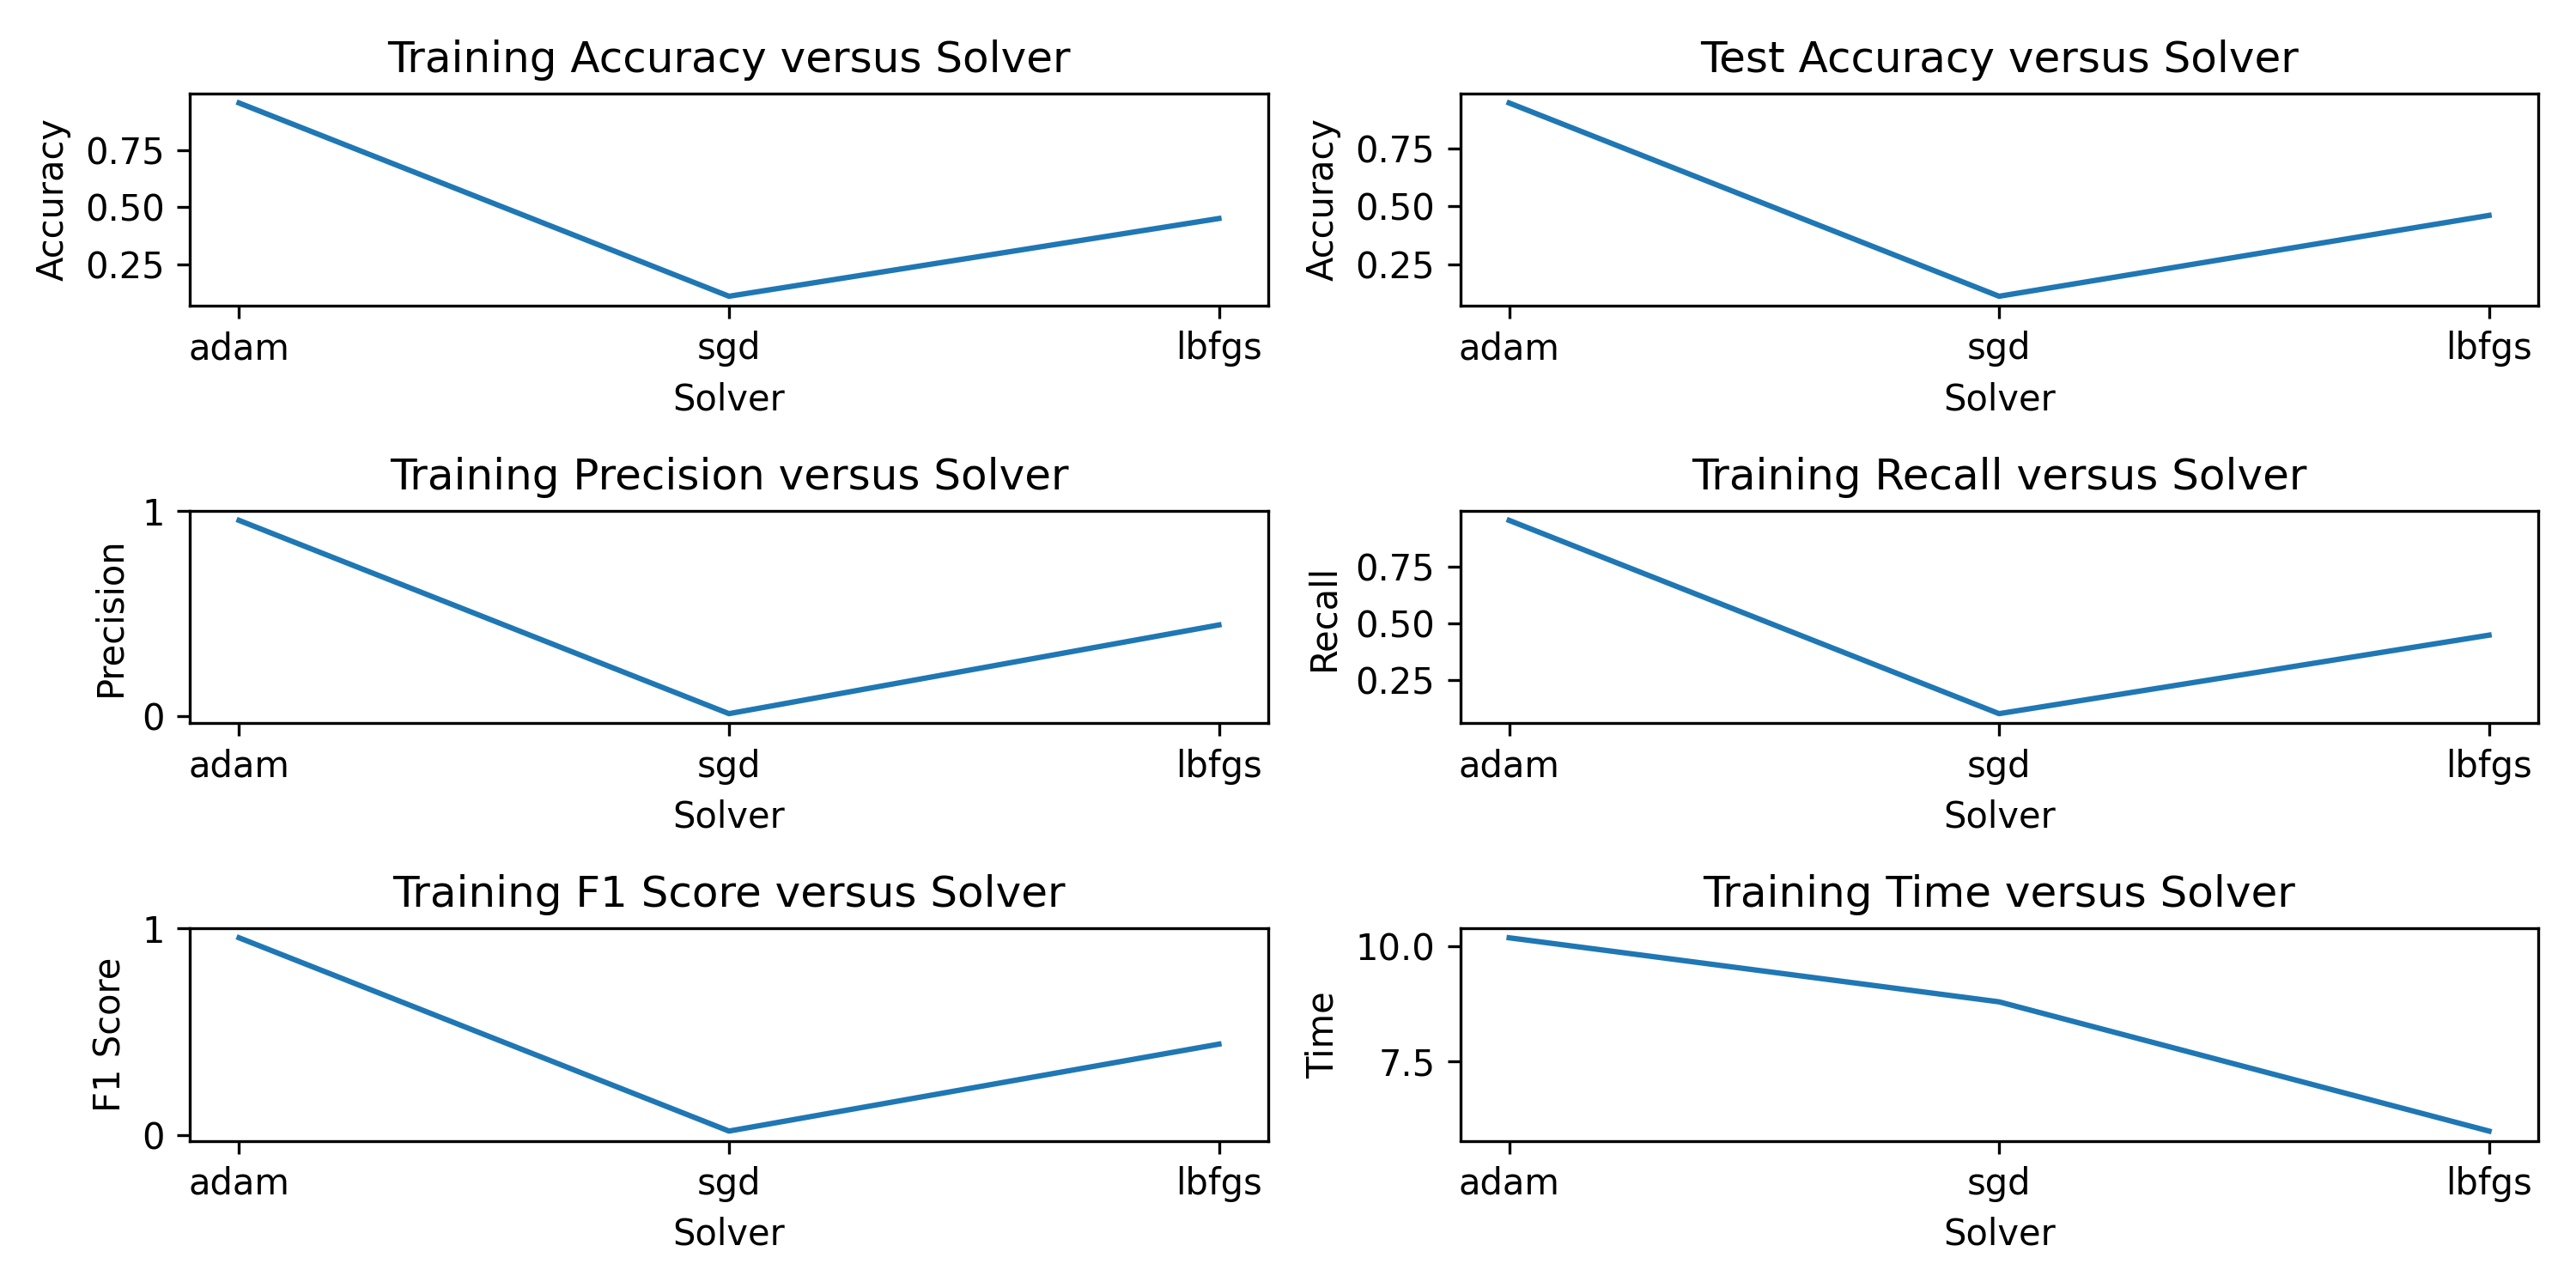 Training Accuracy versus Solver
Accuracy
0.75
0.50
0.25
adam sgd lbfgs
Solver
Test Accuracy versus Solver
Accuracy
0.75
0.50
0.25
adam sgd lbfgs
Solver
Training Precision versus Solver
Precision
1
0
adam sgd lbfgs
Solver
Training Recall versus Solver
Recall
0.75
0.50
0.25
adam sgd lbfgs
Solver
Training F1 Score versus Solver
F1 Score
1
0
adam sgd lbfgs
Solver
Training Time versus Solver
Time
10.0
7.5
adam sgd lbfgs
Solver